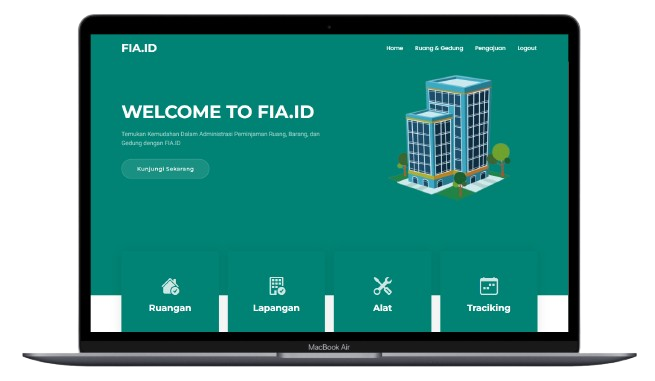 FIA.ID
Home Ruang & Gedung Pengajuan Logout
WELCOME TO FIA.ID
Temukan Kemudahan Dalam Administrasi Peminjaman Ruang, Barang, dan
Gedung dengan FIA.ID
Kunjungi Sekarang
Ruangan Lapangan Alat Traciking
MacBook Air